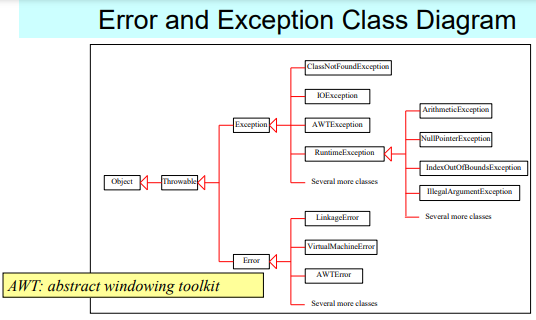 Error and Exception Class Diagram
ClassNotFoundException
IOException
ArithmeticException
Exception
AWTException
NullPointerException
RuntimeException
IndexOutOfBoundsException
Object
Throwable
Several more classes
IllegalArgumentException
LinkageError
Several more classes
VirtualMachineError
Error
AWTError
AWT: abstract windowing toolkit
Several more classes